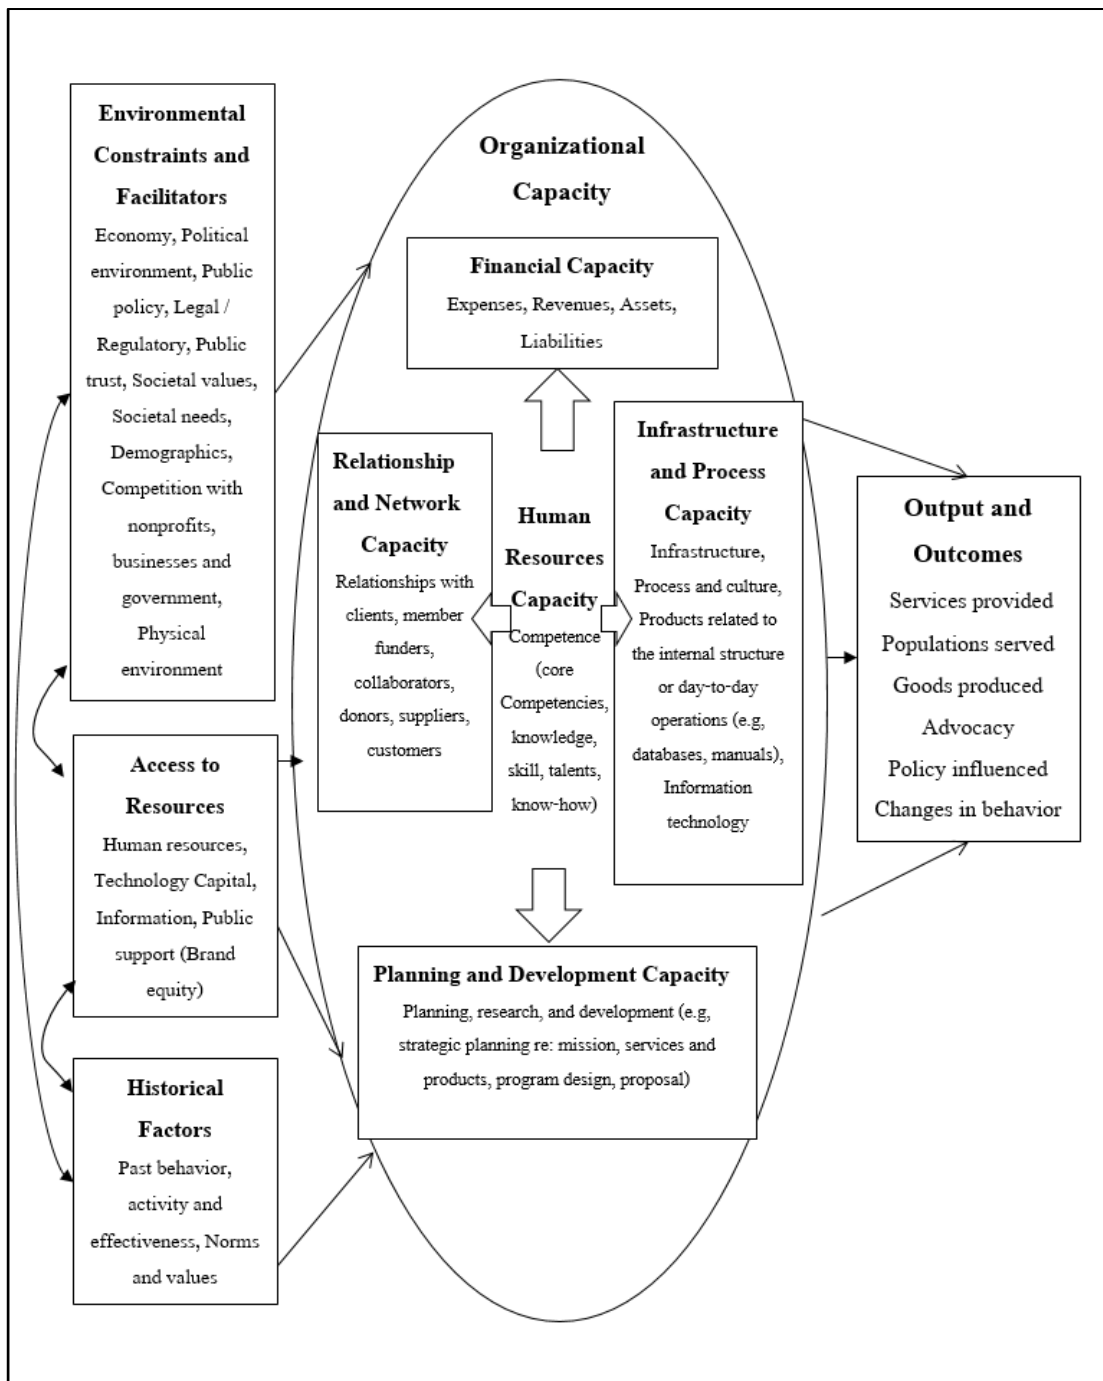 Environmental
Constraints and
Facilitators
Economy, Political
environment, Public
policy, Legal /
Regulatory, Public
trust, Societal values,
Societal needs,
Demographics,
Competition with
nonprofits,
businesses and
government,
Physical
environment
Access to
Resources
Human resources,
Technology Capital,
Information, Public
support (Brand
equity)
Historical
Factors
Past behavior,
activity and
effectiveness, Norms
and values
Organizational
Capacity
Financial Capacity
Expenses, Revenues, Assets,
Liabilities
Relationship
and Network
Capacity
Relationships with
clients, member
funders,
collaborators,
donors, suppliers,
customers
Human
Resources
Capacity
Competence
(core
Competencies,
knowledge,
skill, talents,
know-how)
Infrastructure
and Process
Capacity
Infrastructure,
Process and culture,
Products related to
the internal structure
or day-to-day
operations (e.g,
databases, manuals),
Information
technology
Planning and Development Capacity
Planning, research, and development (e.g,
strategic planning re: mission, services and
products, program design, proposal)
Output and
Outcomes
Services provided
Populations served
Goods produced
Advocacy
Policy influenced
Changes in behavior